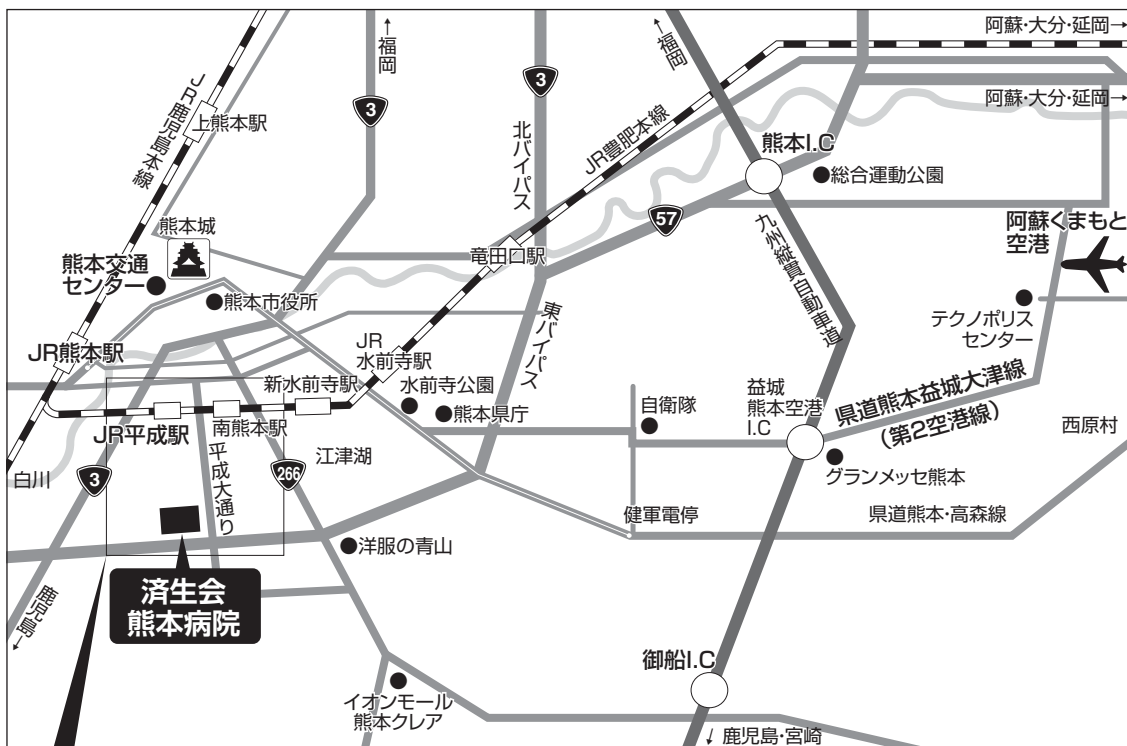 ←福岡
3
JR鹿児島本線
上熊本駅
3
北バイパス
←福岡
阿蘇・大分・延岡→
阿蘇・大分・延岡→
JR豊肥本線
熊本I.C
総合運動公園
57
九州縦貫自動車道
阿蘇くまもと
空港
テクノポリス
センター
熊本城
熊本交通
センター
熊本市役所
竜田口駅
東バイパス
JR熊本駅
JR
水前寺駅
新水前寺駅
水前寺公園
熊本県庁
JR平成駅
南熊本駅
自衛隊
益城
熊本空港
I.C
県道熊本益城大津線
(第2空港線)
西原村
グランメッセ熊本
白川
3
平成大通り
266
江津湖
健軍電停
県道熊本・高森線
洋服の青山
済生会
熊本病院
鹿児島→
御船I.C
イオンモール
熊本クレア
↓鹿児島・宮崎